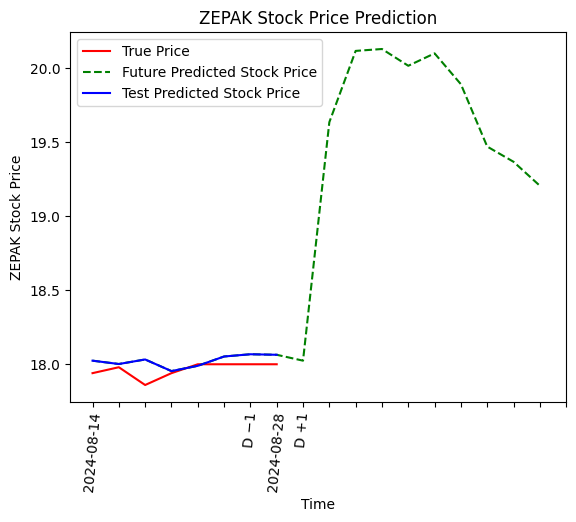 ZEPAK Stock Price Prediction
True Price
Future Predicted Stock Price
Test Predicted Stock Price
ZEPAK Stock Price
20.0
19.5
19.0
18.5
18.0
2024-08-14
D −1
2024-08-28
D +1
Time